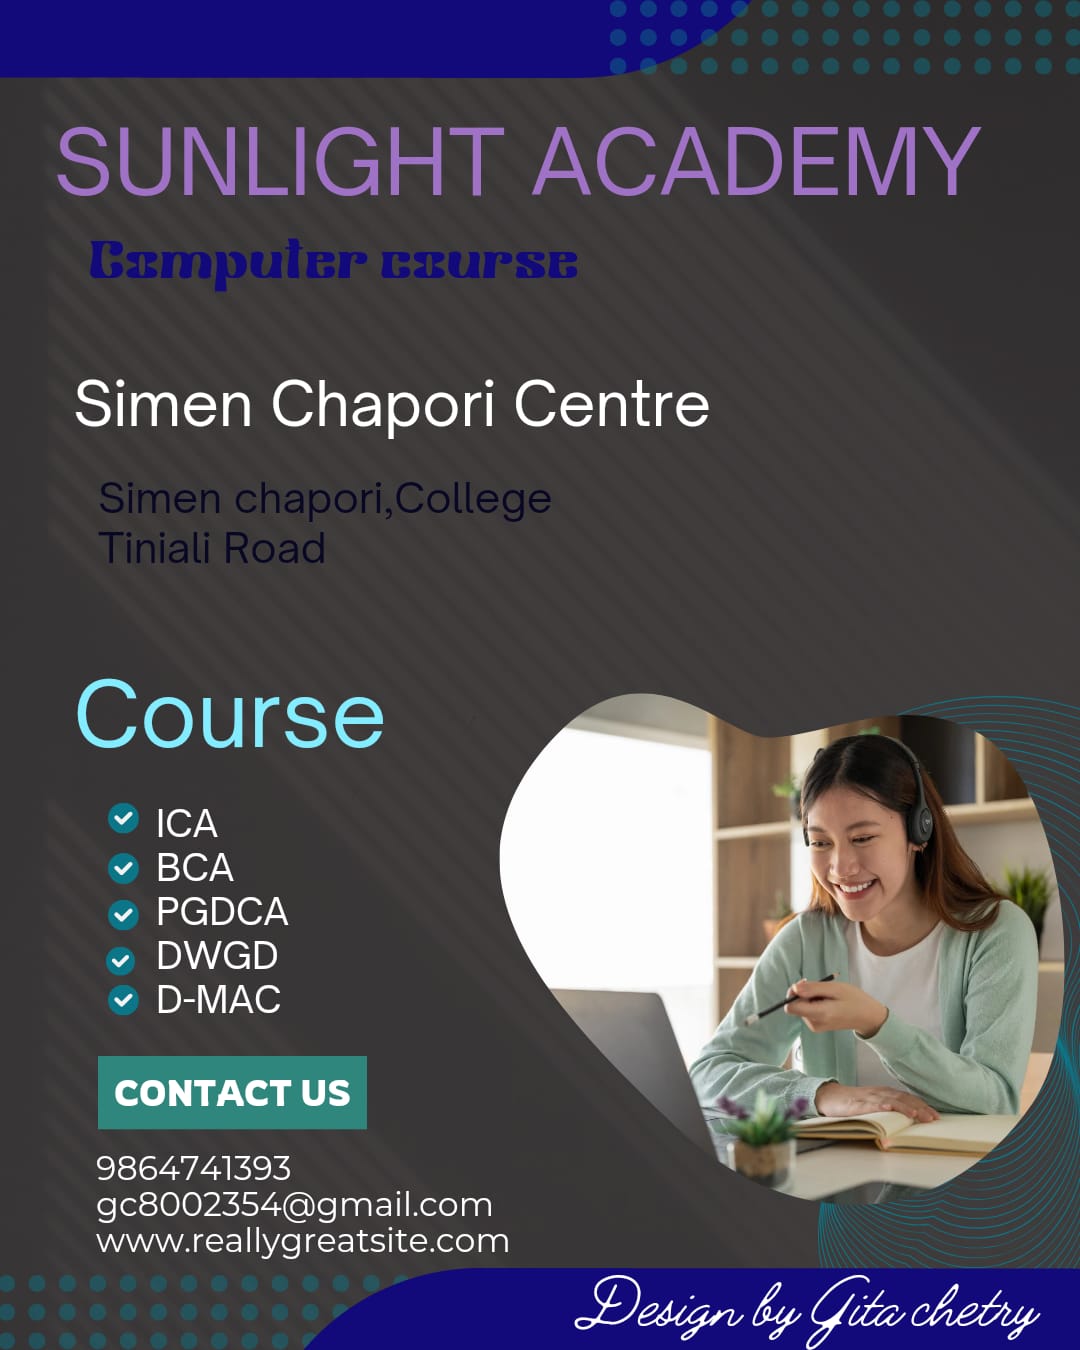 SUNLIGHT ACADEMY
Computer course
Simen Chapori Centre
Simen chapori,College
Tiniali Road
Course
ICA
BCA
PGDCA
DWGD
D-MAC
CONTACT US
9864741393
gc8002354@gmail.com
www.reallygreatsite.com
Design by Gita chetry